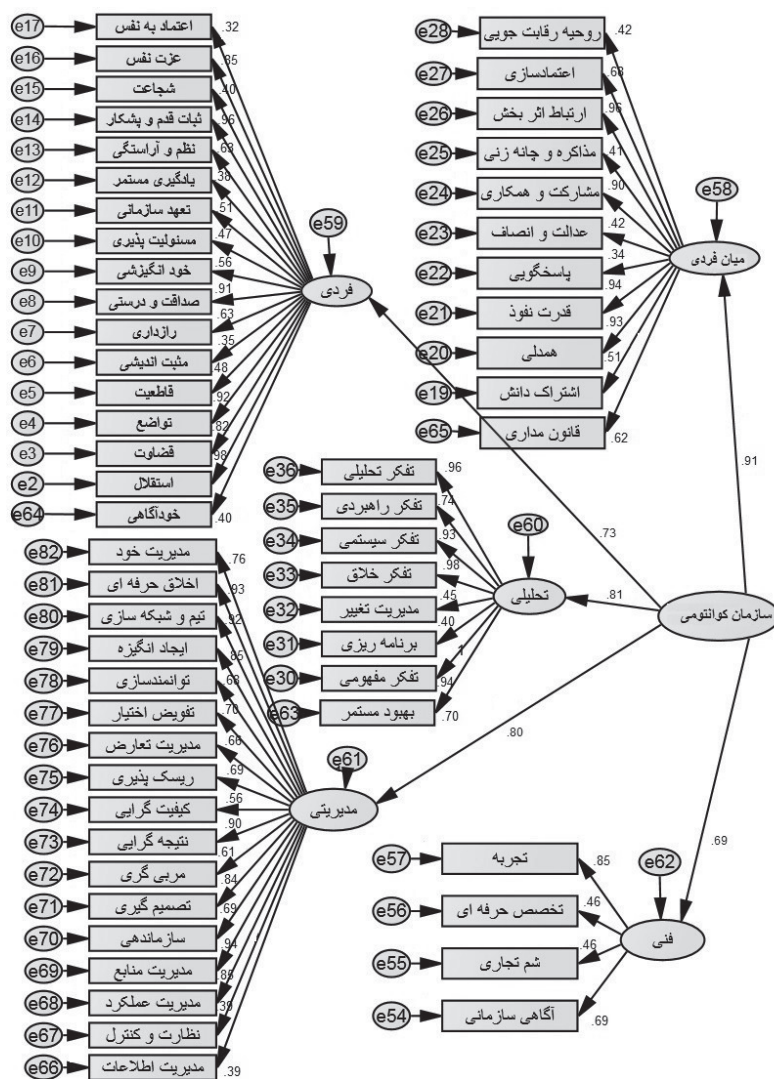 e17 اعتماد به نفس .32
e16 عزت نفس .85
e15 شجاعت .40
e14 ثبات قدم و پشتکار .96
e13 نظم و آراستگی .63
e12 یادگیری مستمر .38
e11 تعهد سازمانی .51
e10 مسئولیت پذیری .47
e9 خود انگیزشی .56
e8 صداقت و درستی .91
e7 رازداری .63
e6 مثبت اندیشی .35
e5 قاطعیت .48
e4 تواضع .92
e3 قضاوت .82
e2 استقلال .98
e64 خودآگاهی .40
e59
فردی
.73
e28 روحیه رقابت جویی .42
e27 اعتمادسازی .68
e26 ارتباط اثر بخش .96
e25 مذاکره و چانه زنی .41
e24 مشارکت و همکاری .90
e23 عدالت و انصاف .42
e22 پاسخگویی .34
e21 قدرت نفوذ .94
e20 همدلی .93
e19 اشتراک دانش .51
e65 قانون مداری .62
e58
میان فردی
.91
e36 تفکر تحلیلی .96
e35 تفکر راهبردی .74
e34 تفکر سیستمی .93
e33 تفکر خلاق .98
e32 مدیریت تغییر .45
e31 برنامه ریزی .40
1
e30 تفکر مفهومی .94
e63 بهبود مستمر .70
e60
تحلیلی
.81
سازمان کوانتومی
e82 مدیریت خود .76
e81 اخلاق حرفه ای .93
e80 تیم و شبکه سازی .92
e79 ایجاد انگیزه .85
e78 توانمندسازی .68
e77 تفویض اختیار .70
e76 مدیریت تعارض .66
e75 ریسک پذیری .69
e74 کیفیت گرایی .56
e73 نتیجه گرایی .90
e72 مربی گری .61
e71 تصمیم گیری .84
e70 سازماندهی .69
e69 مدیریت منابع .94
e68 مدیریت عملکرد .85
e67 نظارت و کنترل .39
e66 مدیریت اطلاعات .39
e61
مدیریتی
.80
e57 تجربه .85
e56 تخصص حرفه ای .46
e55 شم تجاری .46
e54 آگاهی سازمانی .69
e62
فنی
.69